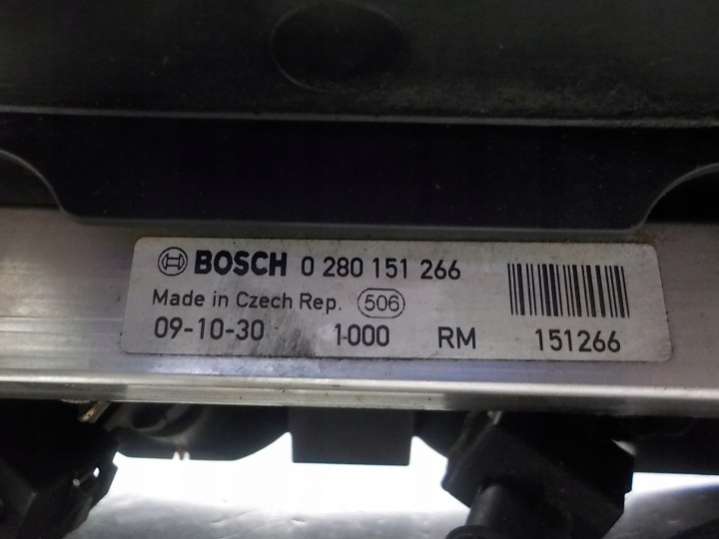 BOSCH 0 280 151 266
Made in Czech Rep. 506
09-10-30 1-000 RM 151266